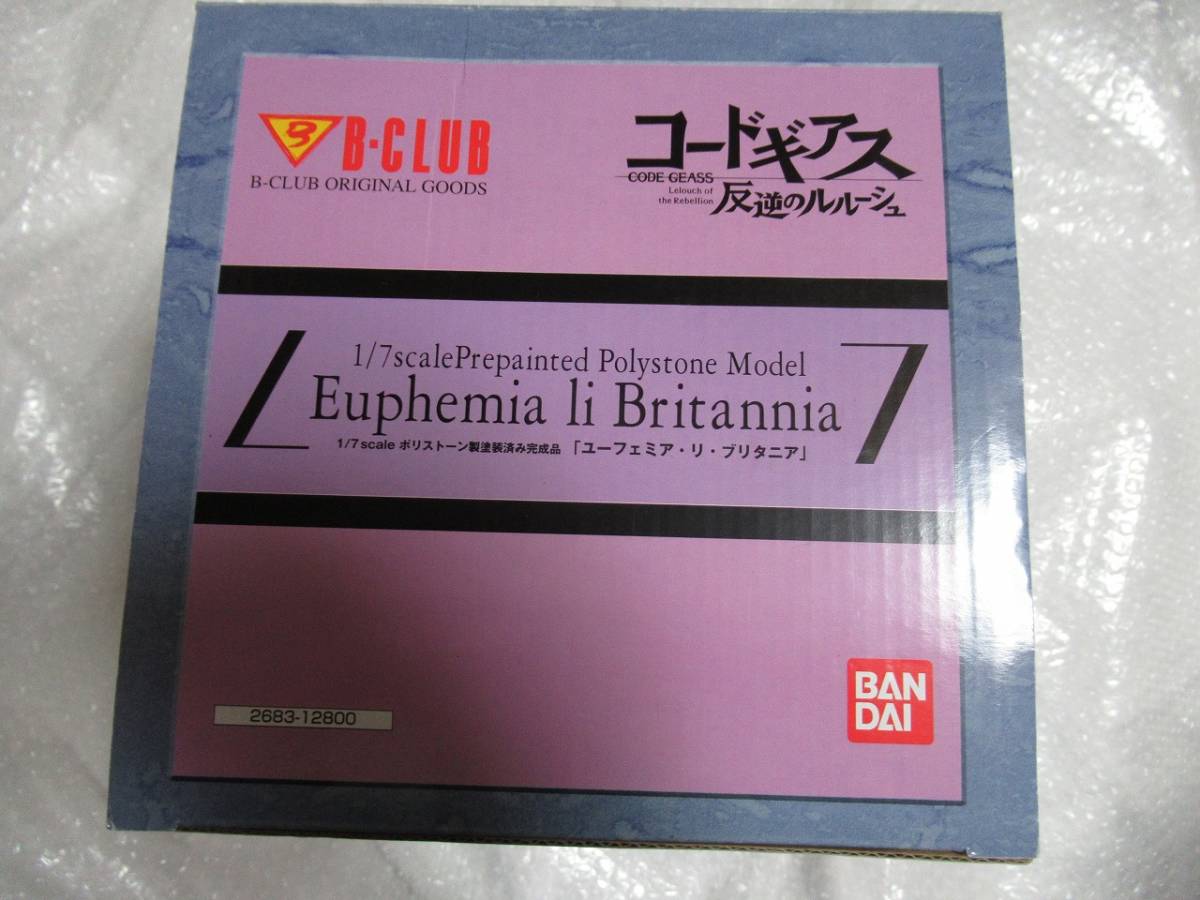 B-CLUB
B-CLUB ORIGINAL GOODS
コードギアス
CODE GEASS
Lelouch of
the Rebellion
反逆のルルーシュ
1/7scalePrepainted Polystone Model
Euphemia li Britannia
1/7scale ポリストーン製塗装済み完成品 「ユーフェミア・リ・ブリタニア」
2683-12800
BAN
DAI